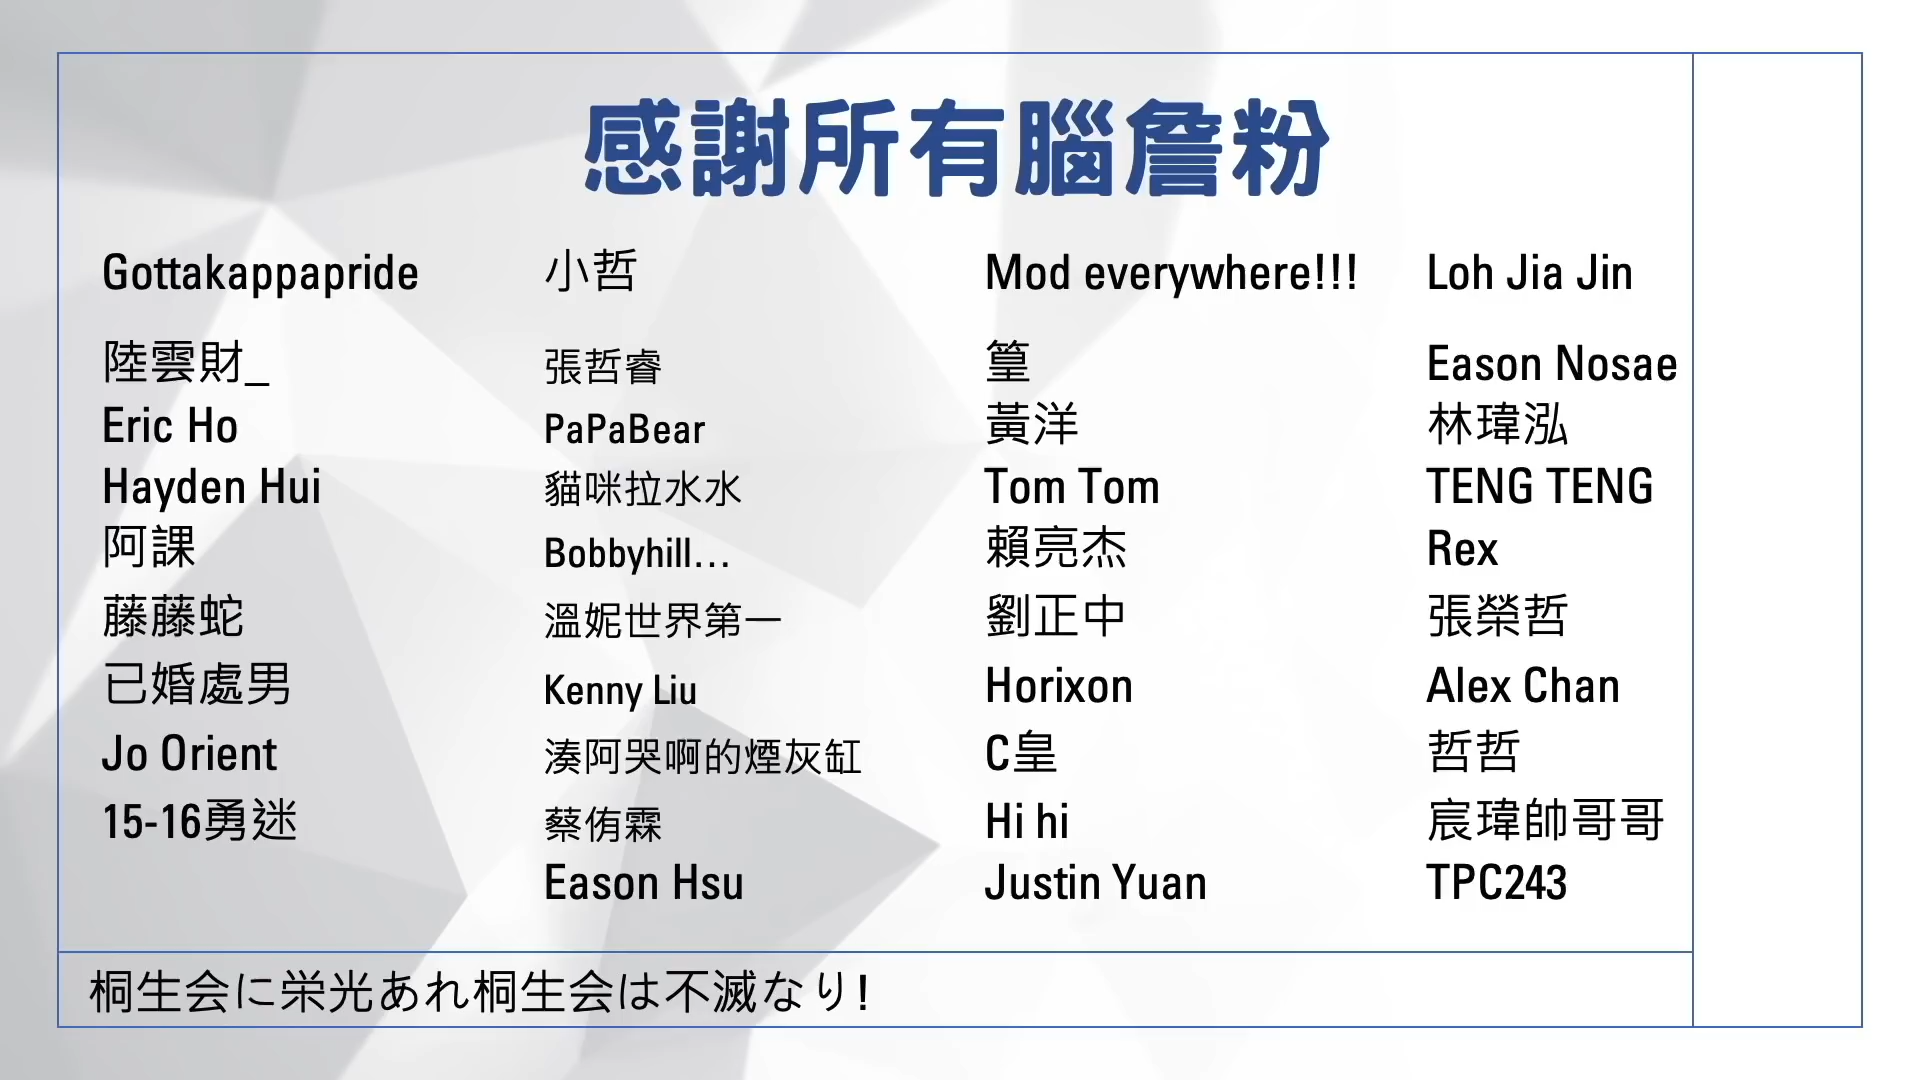 感謝所有腦詹粉
Gottakappapride
陸雲財_
Eric Ho
Hayden Hui
阿課
藤藤蛇
已婚處男
Jo Orient
15-16勇迷
小哲
張哲睿
PaPaBear
貓咪拉水水
Bobbyhill...
溫妮世界第一
Kenny Liu
湊阿哭啊的煙灰缸
蔡侑霖
Eason Hsu
Mod everywhere!!!
篁
黃洋
Tom Tom
賴亮杰
劉正中
Horixon
C皇
Hi hi
Justin Yuan
Loh Jia Jin
Eason Nosae
林瑋泓
TENG TENG
Rex
張榮哲
Alex Chan
哲哲
宸瑋帥哥哥
TPC243
桐生会に栄光あれ桐生会は不滅なり!